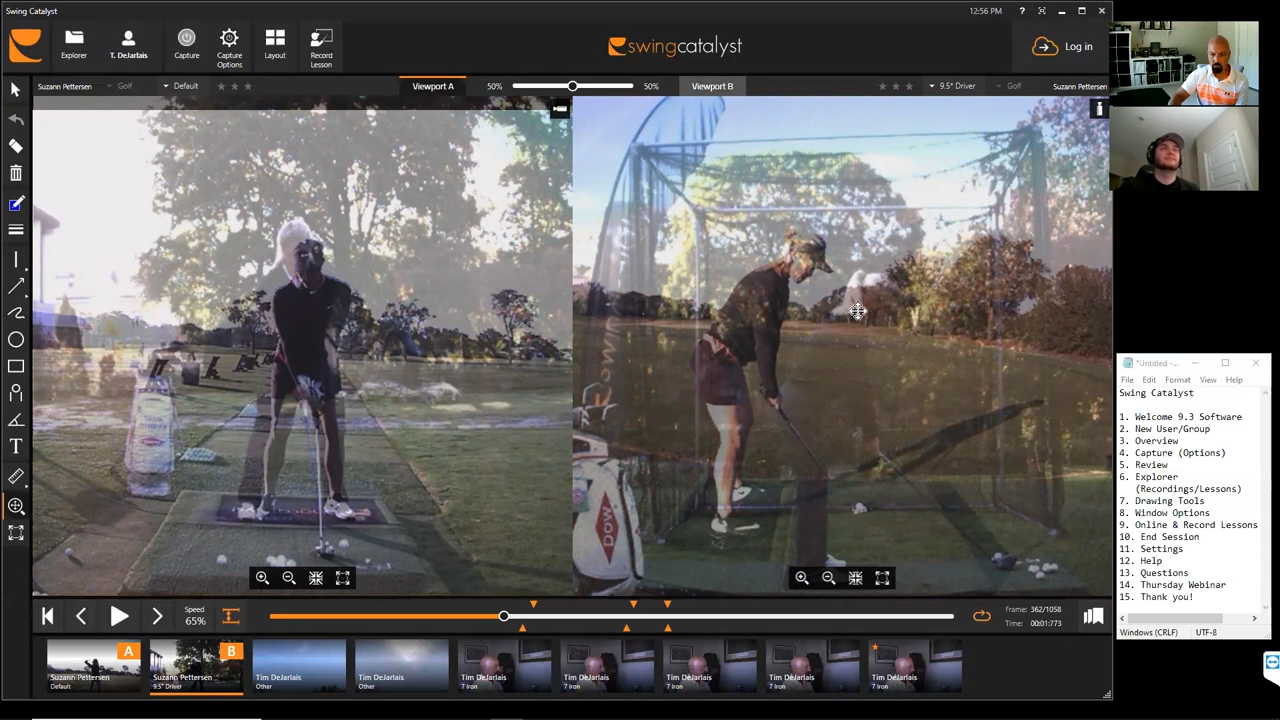 Swing Catalyst
12:56 PM
?
Explorer
T. DeJarlais
Capture
Capture
Options
Layout
Record
Lesson
swingcatalyst
Log in
Suzann Pettersen
Golf
Default
Viewport A
50%
50%
Viewport B
9.5° Driver
Golf
Suzann Pettersen
T
DOW
DOW
Speed
65%
Frame: 362/1058
Time: 00:01:773
A
Suzann Pettersen
Default
B
Suzann Pettersen
9.5° Driver
Tim DeJarlais
Other
Tim DeJarlais
Other
Tim DeJarlais
7 Iron
Tim DeJarlais
7 Iron
Tim DeJarlais
7 Iron
Tim DeJarlais
7 Iron
Tim DeJarlais
7 Iron
*Untitled -...
File Edit Format View Help
Swing Catalyst
1. Welcome 9.3 Software
2. New User/Group
3. Overview
4. Capture (Options)
5. Review
6. Explorer
(Recordings/Lessons)
7. Drawing Tools
8. Window Options
9. Online & Record Lessons
10. End Session
11. Settings
12. Help
13. Questions
14. Thursday Webinar
15. Thank you!
Windows (CRLF) UTF-8